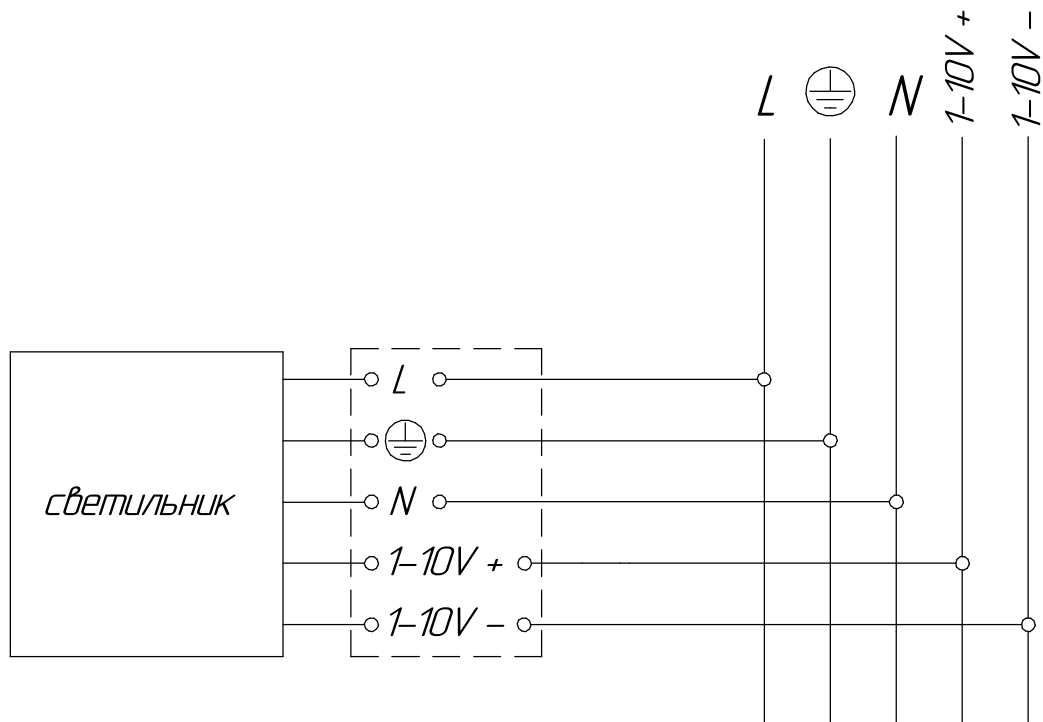 L N 1-10V + 1-10V -
L
N
светильник
1-10V +
1-10V -